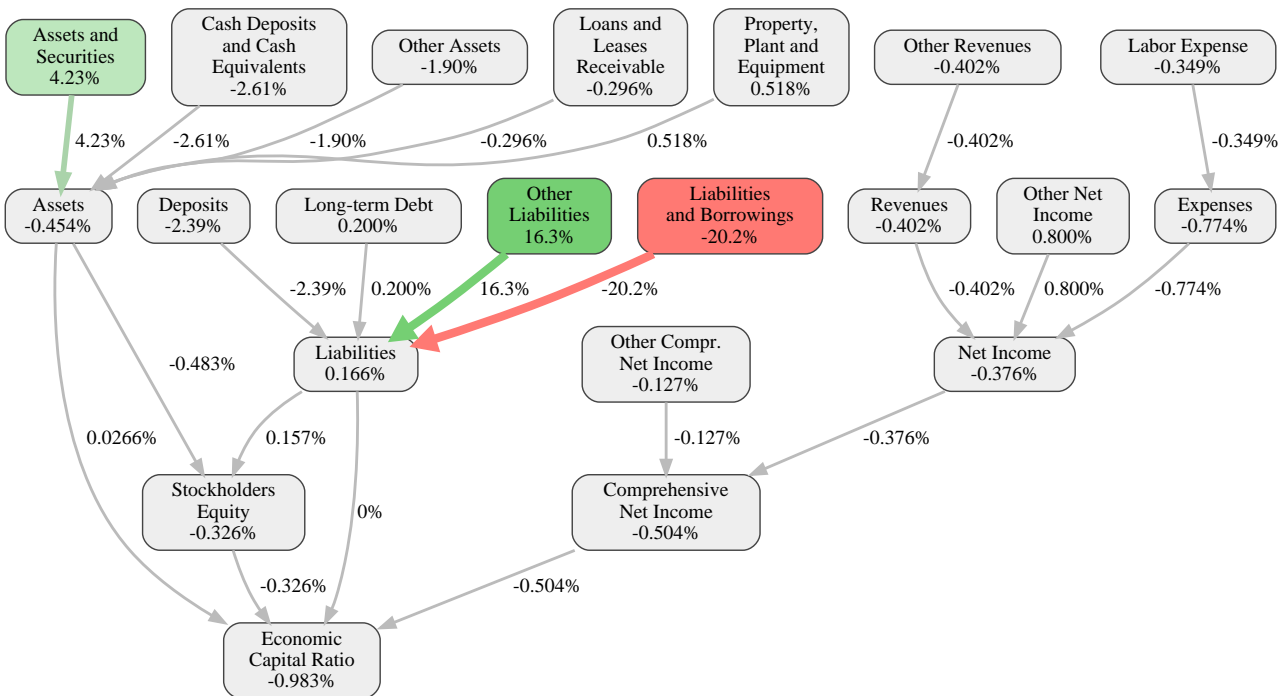 Assets and
Securities
4.23%
Cash Deposits
and Cash
Equivalents
-2.61%
Other Assets
-1.90%
Loans and
Leases
Receivable
-0.296%
Property,
Plant and
Equipment
0.518%
Other Revenues
-0.402%
Labor Expense
-0.349%
4.23%
-2.61%
-1.90%
-0.296%
0.518%
-0.402%
-0.349%
Assets
-0.454%
Deposits
-2.39%
Long-term Debt
0.200%
Other
Liabilities
16.3%
Liabilities
and Borrowings
-20.2%
Revenues
-0.402%
Other Net
Income
0.800%
Expenses
-0.774%
-2.39%
0.200%
16.3%
-20.2%
-0.402%
0.800%
-0.774%
-0.483%
Liabilities
0.166%
Other Compr.
Net Income
-0.127%
Net Income
-0.376%
0.0266%
0.157%
-0.127%
-0.376%
Stockholders
Equity
-0.326%
0%
Comprehensive
Net Income
-0.504%
-0.326%
-0.504%
Economic
Capital Ratio
-0.983%